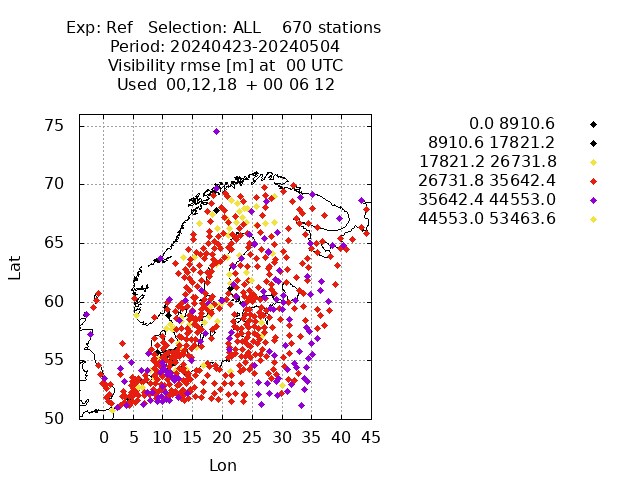 Exp: Ref Selection: ALL 670 stations
Period: 20240423-20240504
Visibility rmse [m] at 00 UTC
Used 00,12,18 + 00 06 12
0.0 8910.6
8910.6 17821.2
17821.2 26731.8
26731.8 35642.4
35642.4 44553.0
44553.0 53463.6
75
70
65
60
55
50
Lat
0 5 10 15 20 25 30 35 40 45
Lon